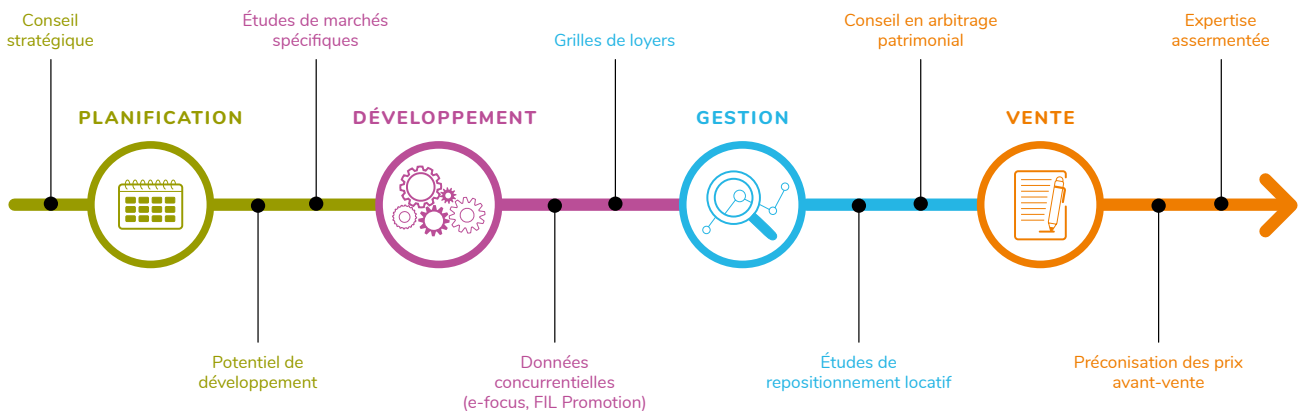 Conseil
stratégique
Études de marchés
spécifiques
Grilles de loyers
Conseil en arbitrage
patrimonial
Expertise
assermentée
PLANIFICATION
DÉVELOPPEMENT
GESTION
VENTE
Potentiel de
développement
Données
concurrentielles
(e-focus, FIL Promotion)
Études de
repositionnement locatif
Préconisation des prix
avant-vente